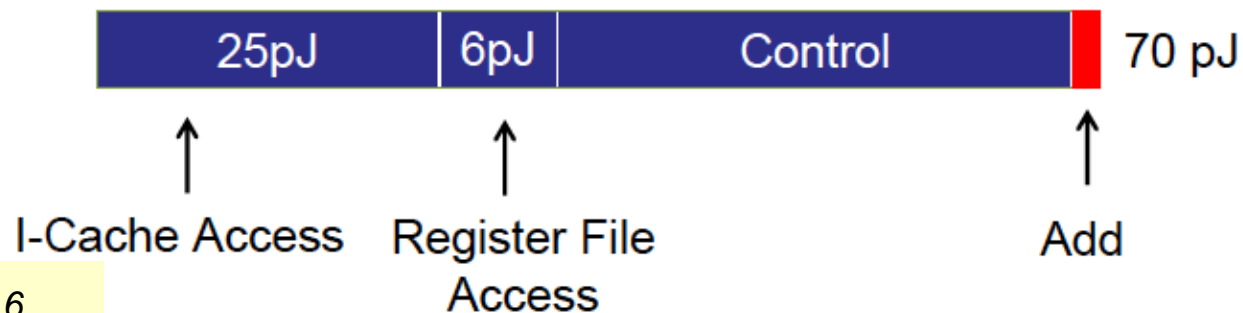 25pJ 6pJ Control 70 pJ
I-Cache Access Register File Add
Access
6